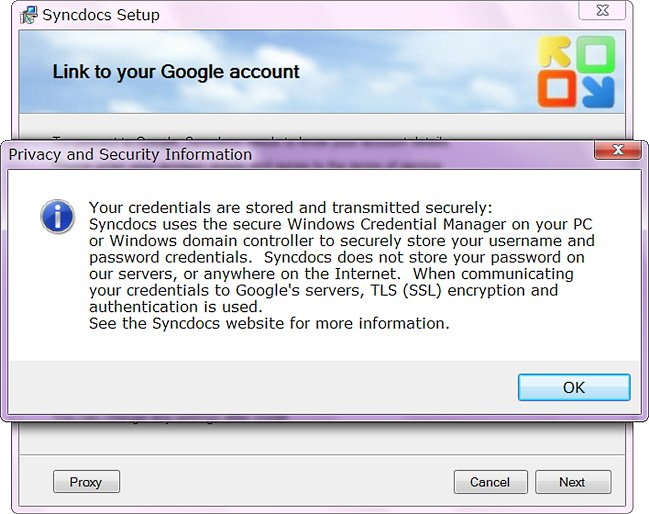 Syncdocs Setup
Link to your Google account
Privacy and Security Information
Your credentials are stored and transmitted securely:
Syncdocs uses the secure Windows Credential Manager on your PC
or Windows domain controller to securely store your username and
password credentials.  Syncdocs does not store your password on
our servers, or anywhere on the Internet.  When communicating
your credentials to Google's servers, TLS (SSL) encryption and
authentication is used.
See the Syncdocs website for more information.
OK
Proxy
Cancel
Next